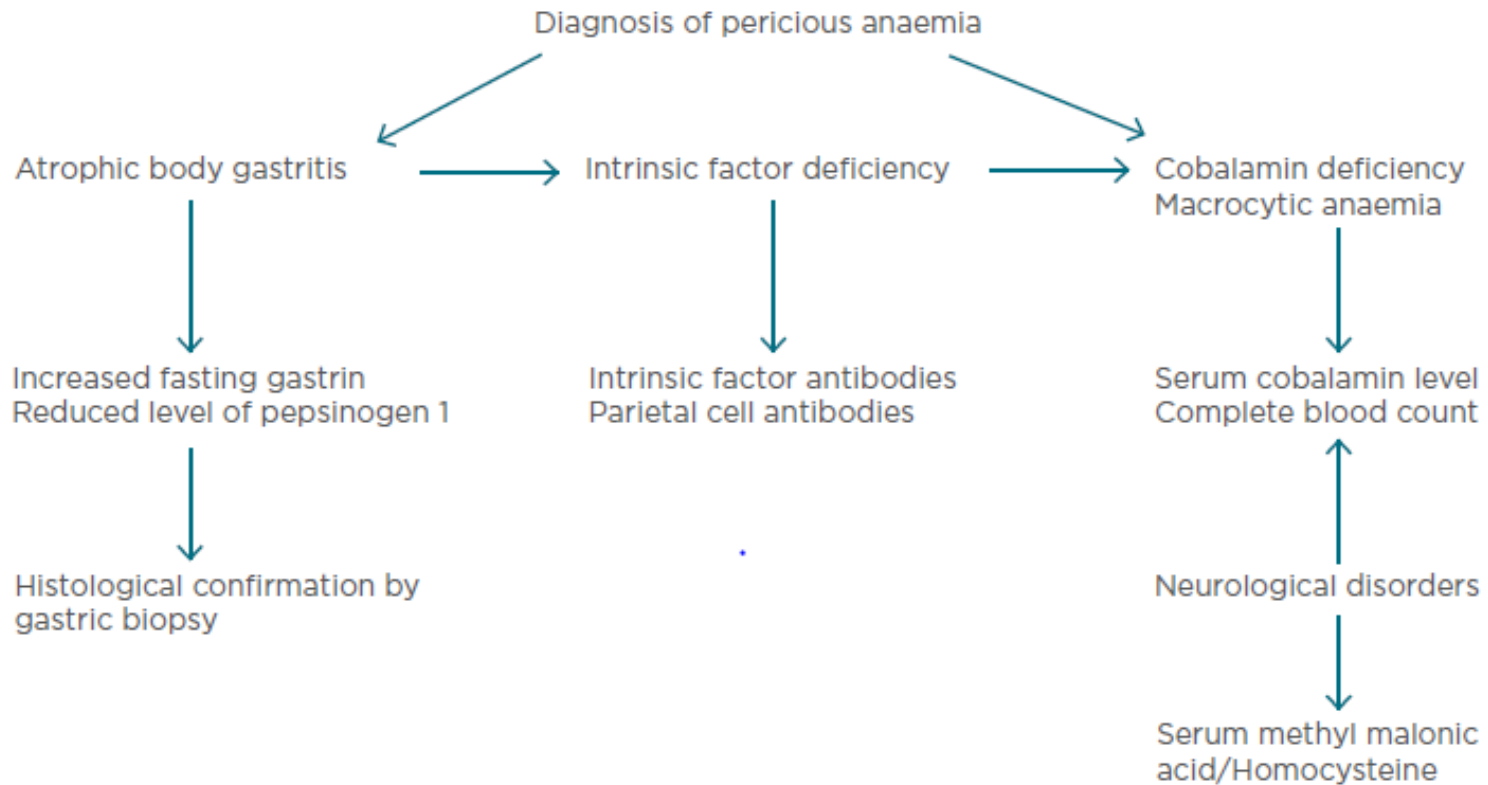 Diagnosis of pericious anaemia
Atrophic body gastritis
Intrinsic factor deficiency
Cobalamin deficiency
Macrocytic anaemia
Increased fasting gastrin
Reduced level of pepsinogen 1
Intrinsic factor antibodies
Parietal cell antibodies
Serum cobalamin level
Complete blood count
Histological confirmation by
gastric biopsy
Neurological disorders
Serum methyl malonic
acid/Homocysteine